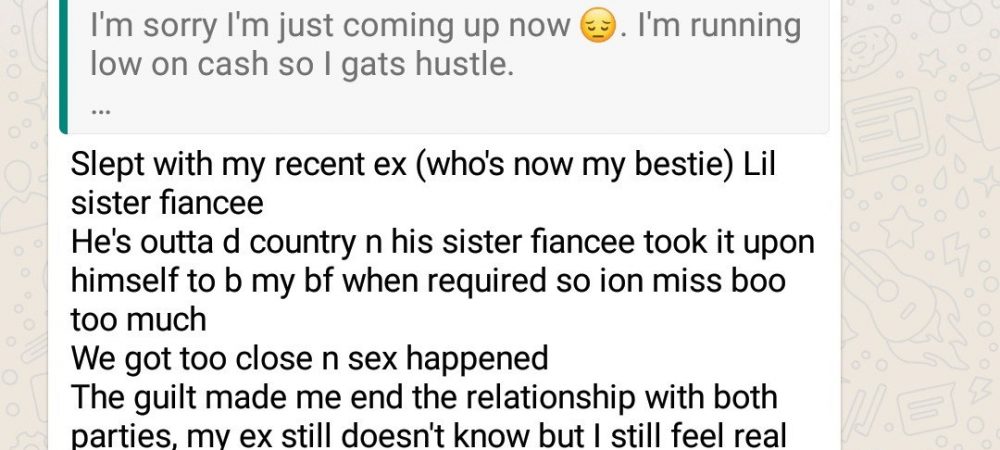 I'm sorry I'm just coming up now 😔. I'm running
low on cash so I gats hustle.
...
Slept with my recent ex (who's now my bestie) Lil
sister fiancee
He's outta d country n his sister fiancee took it upon
himself to b my bf when required so ion miss boo
too much
We got too close n sex happened
The guilt made me end the relationship with both
parties, my ex still doesn't know but I still feel real